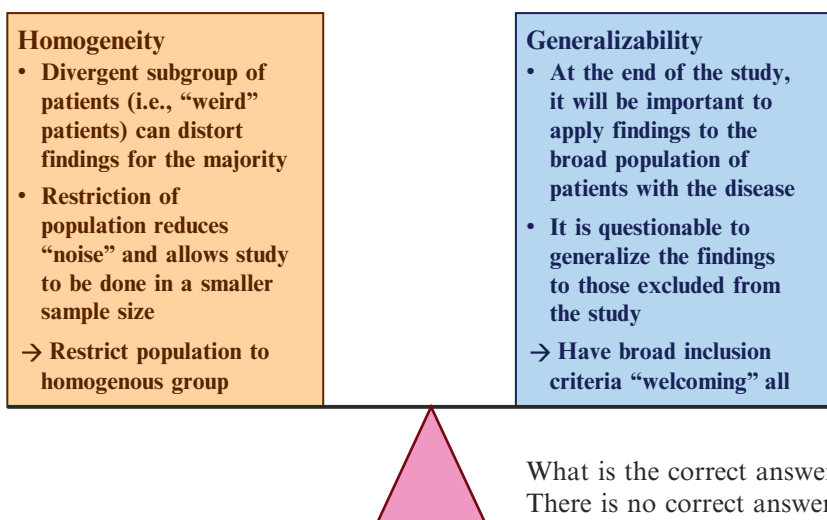 Homogeneity
• Divergent subgroup of
patients (i.e., “weird”
patients) can distort
findings for the majority
• Restriction of
population reduces
“noise” and allows study
to be done in a smaller
sample size
→ Restrict population to
homogenous group
Generalizability
• At the end of the study,
it will be important to
apply findings to the
broad population of
patients with the disease
• It is questionable to
generalize the findings
to those excluded from
the study
→ Have broad inclusion
criteria “welcoming” all
What is the correct answer
There is no correct answer